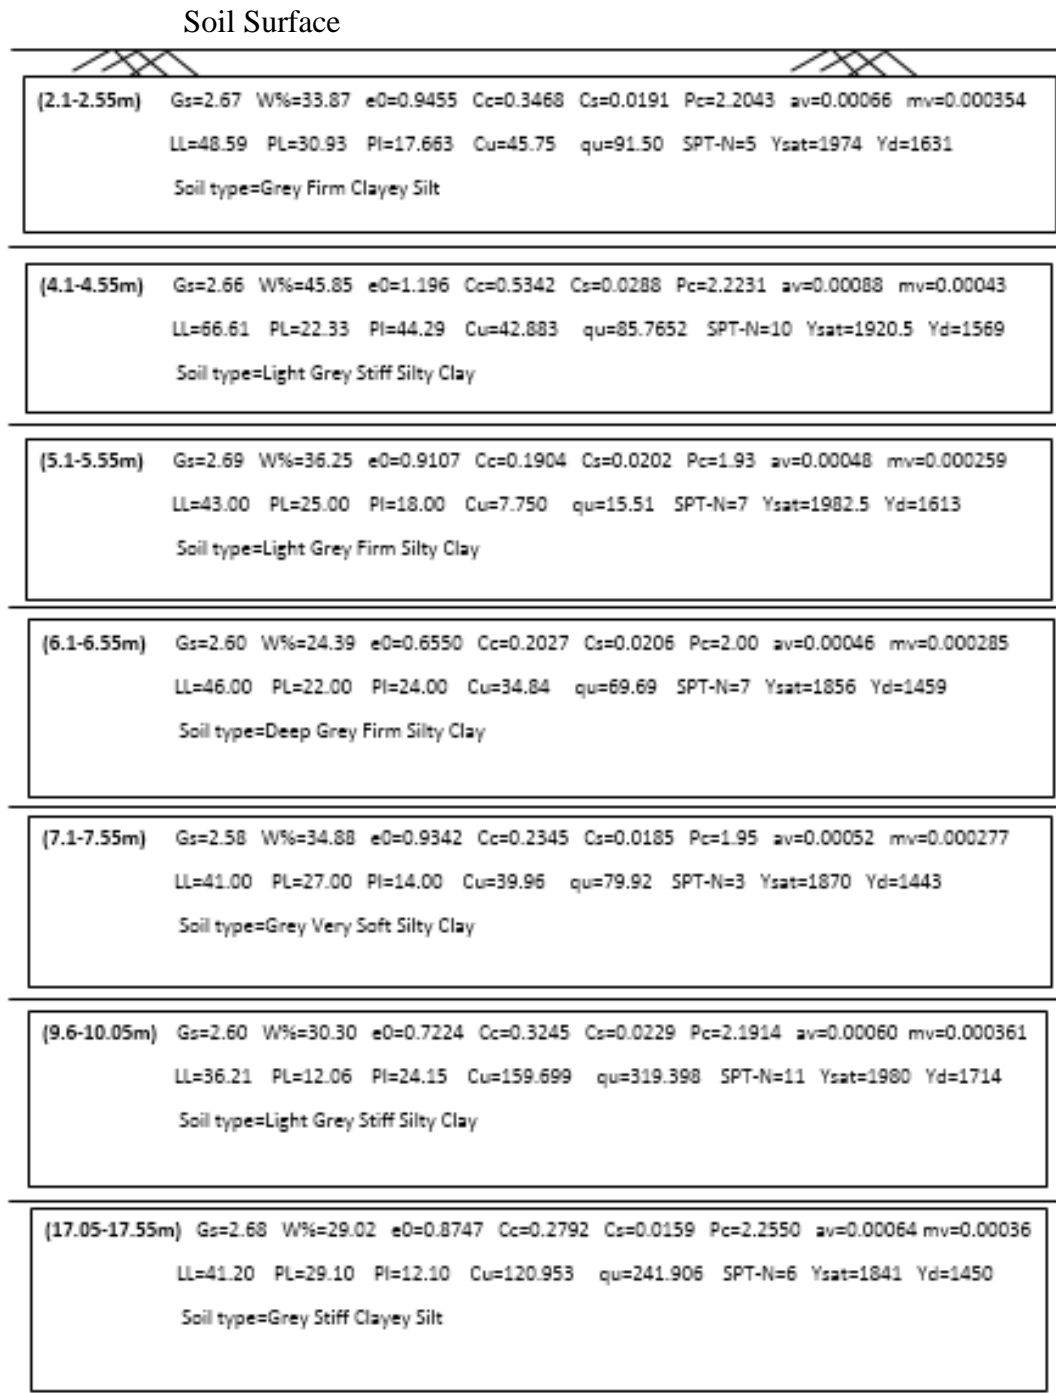 Soil Surface
(2.1-2.55m) Gs=2.67 W%=33.87 e0=0.9455 Cc=0.3468 Cs=0.0191 Pc=2.2043 av=0.00066 mv=0.000354
LL=48.59 PL=30.93 PI=17.663 Cu=45.75 qu=91.50 SPT-N=5 Ysat=1974 Yd=1631
Soil type=Grey Firm Clayey Silt
(4.1-4.55m) Gs=2.66 W%=45.85 e0=1.196 Cc=0.5342 Cs=0.0288 Pc=2.2231 av=0.00088 mv=0.00043
LL=66.61 PL=22.33 PI=44.29 Cu=42.883 qu=85.7652 SPT-N=10 Ysat=1920.5 Yd=1569
Soil type=Light Grey Stiff Silty Clay
(5.1-5.55m) Gs=2.69 W%=36.25 e0=0.9107 Cc=0.1904 Cs=0.0202 Pc=1.93 av=0.00048 mv=0.000259
LL=43.00 PL=25.00 PI=18.00 Cu=7.750 qu=15.51 SPT-N=7 Ysat=1982.5 Yd=1613
Soil type=Light Grey Firm Silty Clay
(6.1-6.55m) Gs=2.60 W%=24.39 e0=0.6550 Cc=0.2027 Cs=0.0206 Pc=2.00 av=0.00046 mv=0.000285
LL=46.00 PL=22.00 PI=24.00 Cu=34.84 qu=69.69 SPT-N=7 Ysat=1856 Yd=1459
Soil type=Deep Grey Firm Silty Clay
(7.1-7.55m) Gs=2.58 W%=34.88 e0=0.9342 Cc=0.2345 Cs=0.0185 Pc=1.95 av=0.00052 mv=0.000277
LL=41.00 PL=27.00 PI=14.00 Cu=39.96 qu=79.92 SPT-N=3 Ysat=1870 Yd=1443
Soil type=Grey Very Soft Silty Clay
(9.6-10.05m) Gs=2.60 W%=30.30 e0=0.7224 Cc=0.3245 Cs=0.0229 Pc=2.1914 av=0.00060 mv=0.000361
LL=36.21 PL=12.06 PI=24.15 Cu=159.699 qu=319.398 SPT-N=11 Ysat=1980 Yd=1714
Soil type=Light Grey Stiff Silty Clay
(17.05-17.55m) Gs=2.68 W%=29.02 e0=0.8747 Cc=0.2792 Cs=0.0159 Pc=2.2550 av=0.00064 mv=0.00036
LL=41.20 PL=29.10 PI=12.10 Cu=120.953 qu=241.906 SPT-N=6 Ysat=1841 Yd=1450
Soil type=Grey Stiff Clayey Silt